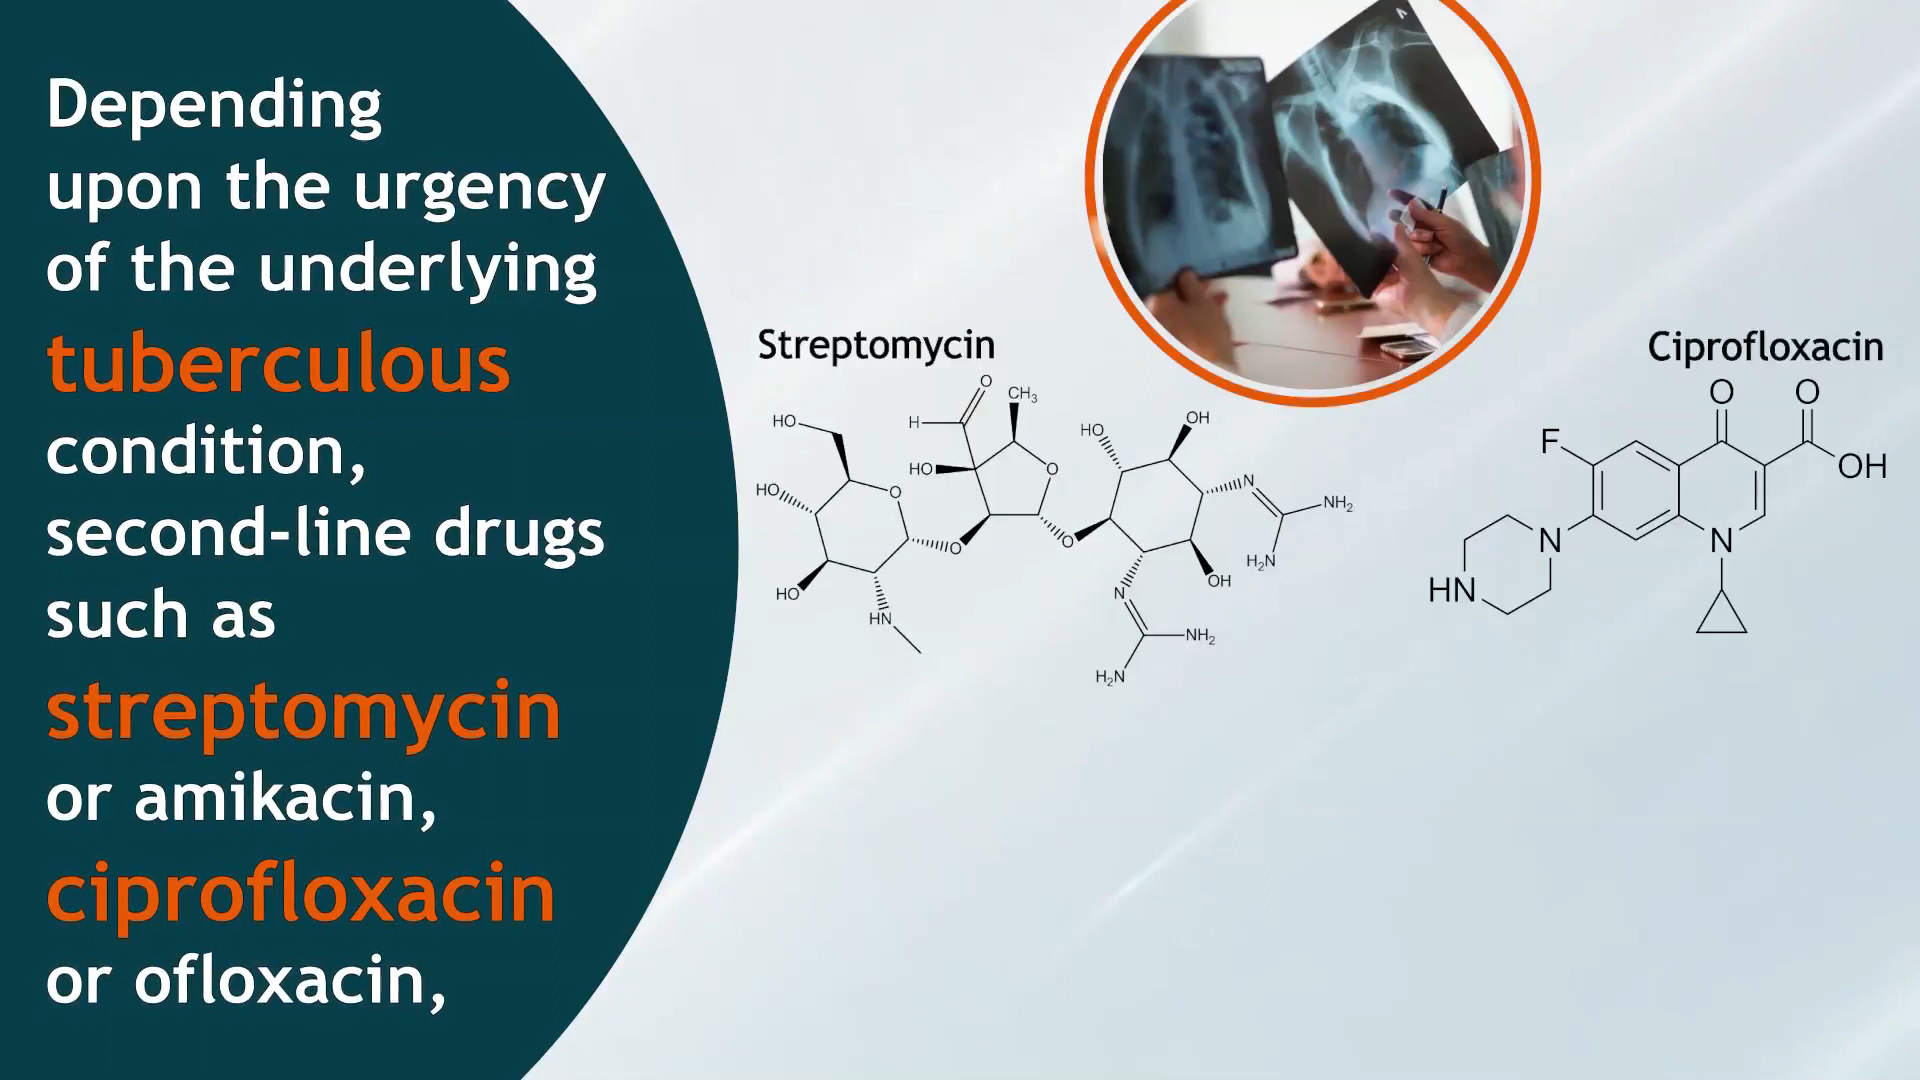 Depending
upon the urgency
of the underlying
tuberculous
condition,
second-line drugs
such as
streptomycin
or amikacin,
ciprofloxacin
or ofloxacin,
Streptomycin
O
CH₃
HO
H
HO
OH
HO
HO
O
O
N
NH₂
HO
O
O
H₂N
OH
HO
N
HN
NH₂
H₂N
Ciprofloxacin
O
O
F
OH
N
N
HN